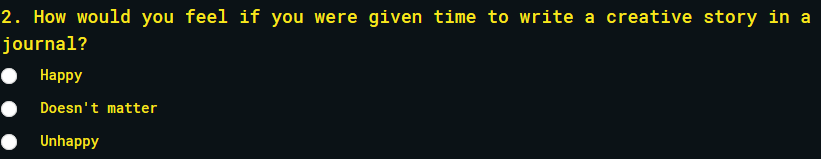 2. How would you feel if you were given time to write a creative story in a
journal?
Happy
Doesn't matter
Unhappy